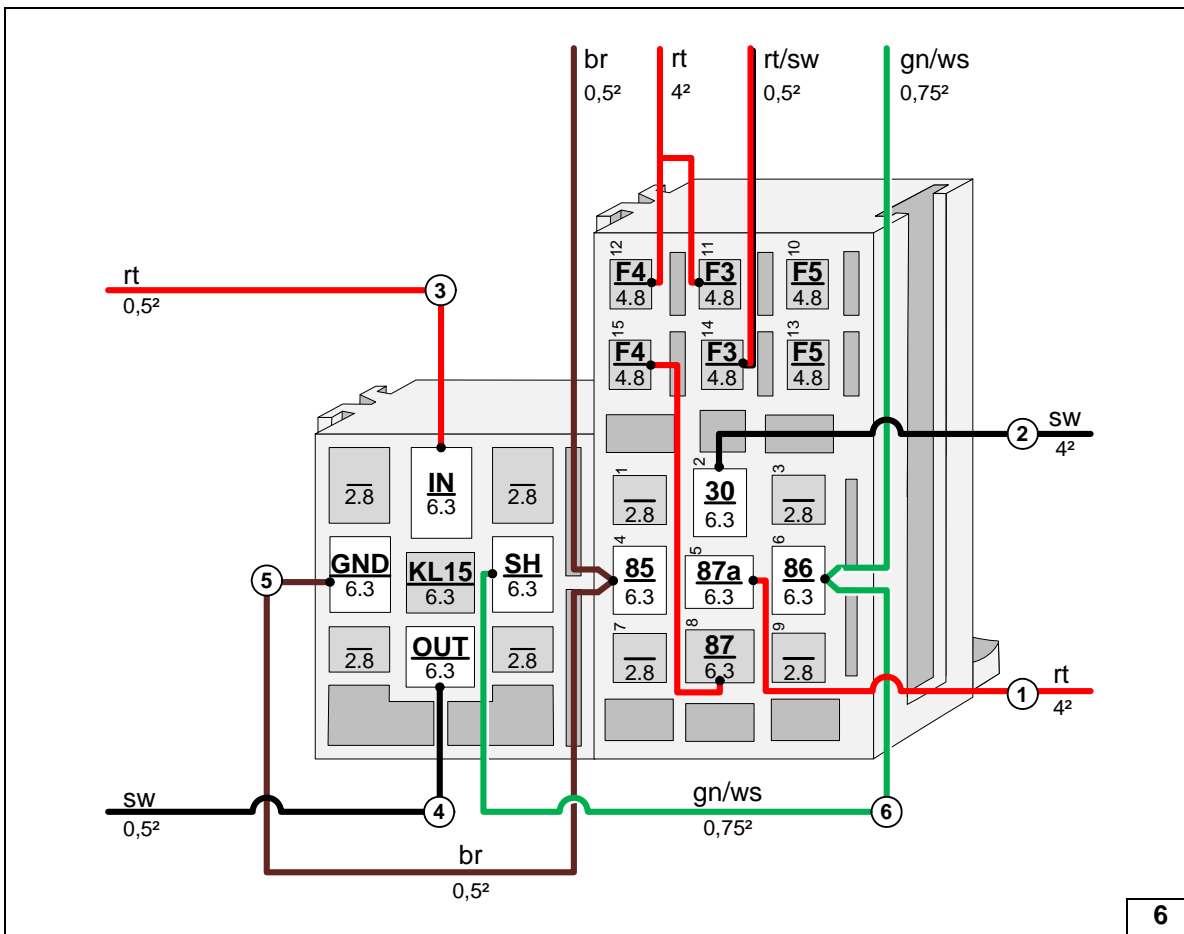 br rt rt/sw gn/ws
0,5² 4² 0,5² 0,75²
12 11 10
F4 F3 F5
4.8 4.8 4.8
rt
0,5²
3
15 14 13
F4 F3 F5
4.8 4.8 4.8
2 sw
4²
1 2 3
IN 30
2.8 6.3 2.8 2.8 6.3 2.8
4 5 6
5 GND KL15 SH 85 87a 86
6.3 6.3 6.3 6.3 6.3 6.3
7 8 9
OUT 87
2.8 6.3 2.8 2.8 6.3 2.8
1 rt
4²
sw 4 gn/ws 6
0,5² 0,75²
br
0,5²
6